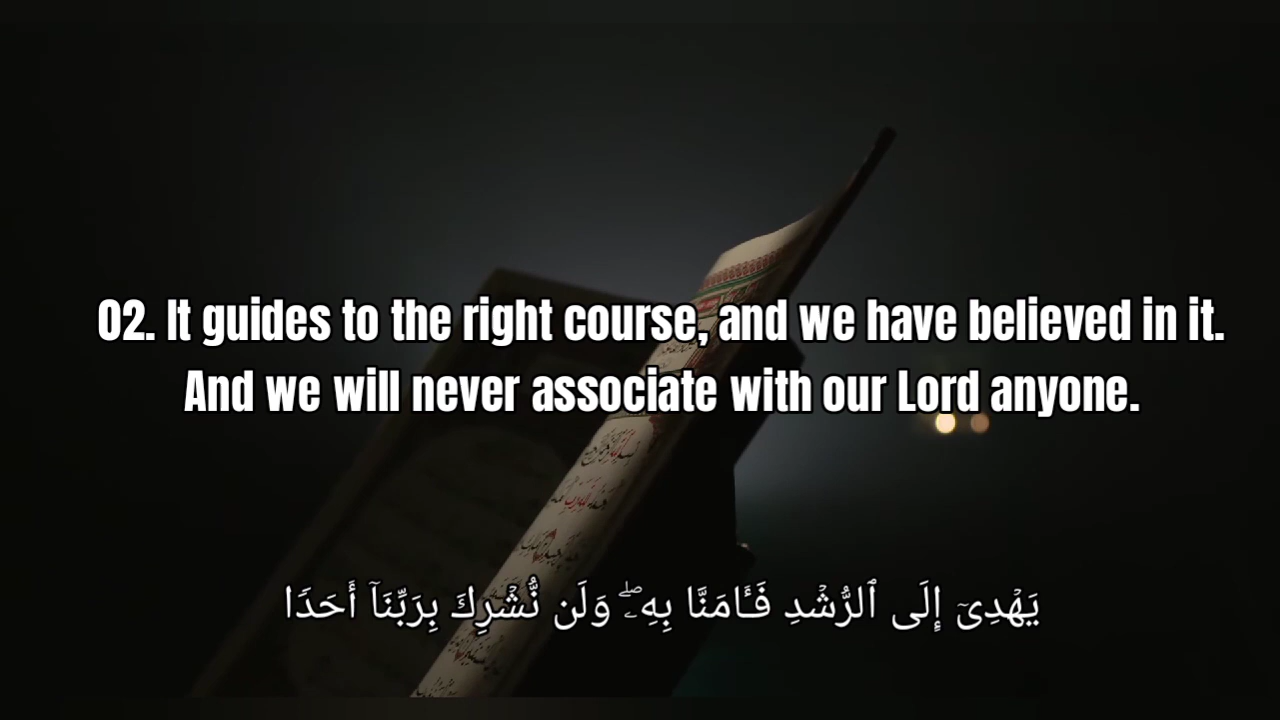 02. It guides to the right course, and we have believed in it.
And we will never associate with our Lord anyone.
يَهْدِىٓ إِلَى ٱلرُّشْدِ فَـَٔامَنَّا بِهِۦ ۖ وَلَن نُّشْرِكَ بِرَبِّنَآ أَحَدًا